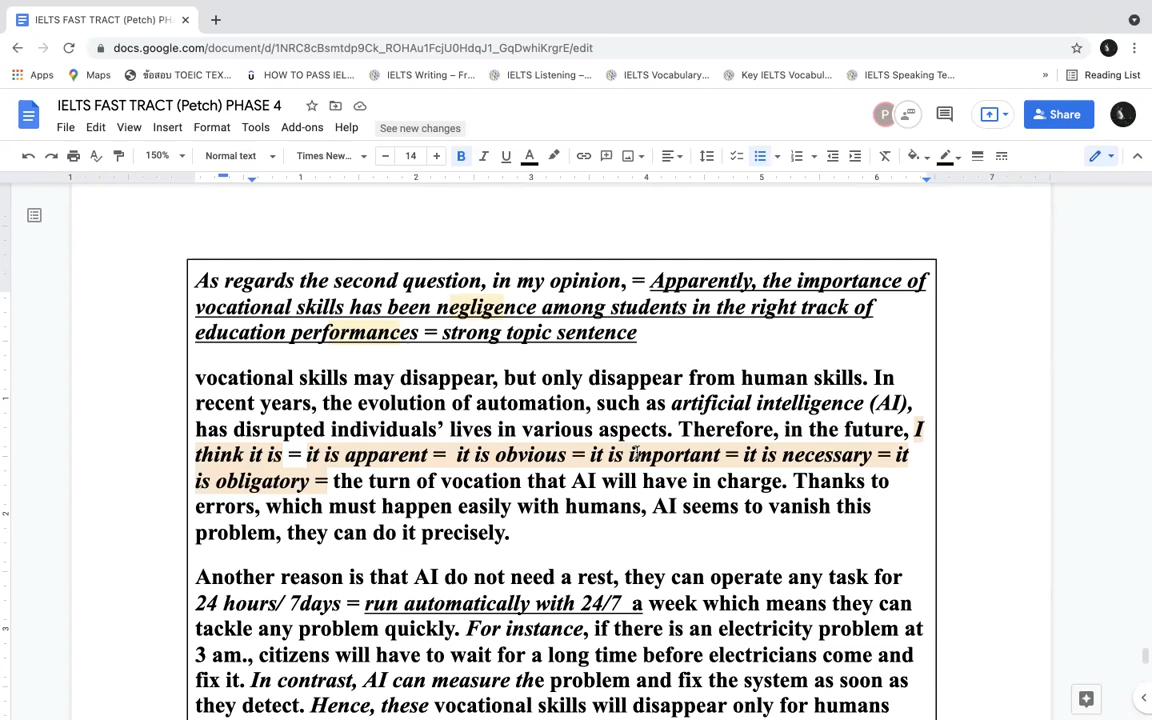 IELTS FAST TRACT (Petch) PH
docs.google.com/document/d/1NRC8cBsmtdp9Ck_ROHAu1FcjU0HdqJ1_GqDwhiKrgrE/edit
Apps Maps ข้อสอบ TOEIC TEX... HOW TO PASS IEL... IELTS Writing – Fr... IELTS Listening –... IELTS Vocabulary... Key IELTS Vocabul... IELTS Speaking Te... » Reading List
IELTS FAST TRACT (Petch) PHASE 4
File Edit View Insert Format Tools Add-ons Help See new changes
P Share
150% Normal text Times New... – 14 + B I U A
1 1 2 3 4 5 6 7
As regards the second question, in my opinion, = Apparently, the importance of
vocational skills has been negligence among students in the right track of
education performances = strong topic sentence
vocational skills may disappear, but only disappear from human skills. In
recent years, the evolution of automation, such as artificial intelligence (AI),
has disrupted individuals’ lives in various aspects. Therefore, in the future, I
think it is = it is apparent = it is obvious = it is important = it is necessary = it
is obligatory = the turn of vocation that AI will have in charge. Thanks to
errors, which must happen easily with humans, AI seems to vanish this
problem, they can do it precisely.
Another reason is that AI do not need a rest, they can operate any task for
24 hours/ 7days = run automatically with 24/7 a week which means they can
tackle any problem quickly. For instance, if there is an electricity problem at
3 am., citizens will have to wait for a long time before electricians come and
fix it. In contrast, AI can measure the problem and fix the system as soon as
they detect. Hence, these vocational skills will disappear only for humans
1
2
3